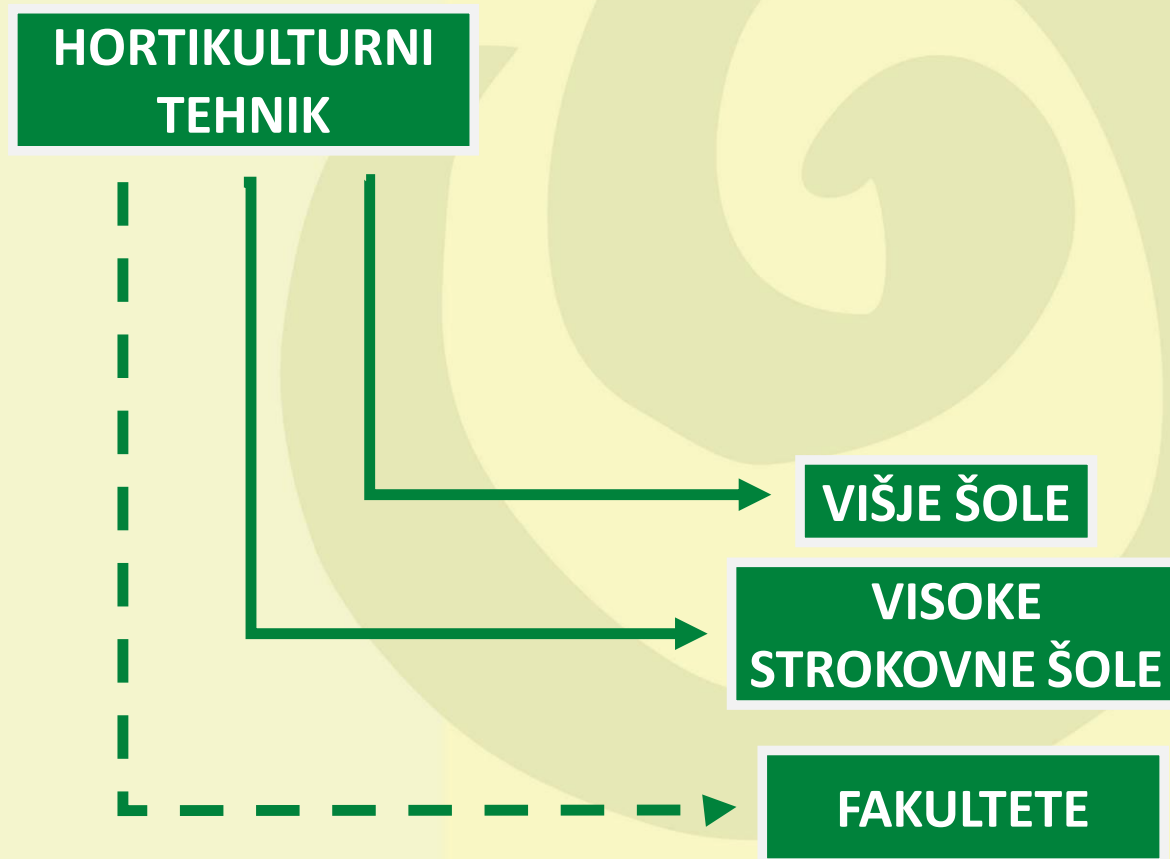 HORTIKULTURNI
TEHNIK
VIŠJE ŠOLE
VISOKE
STROKOVNE ŠOLE
FAKULTETE